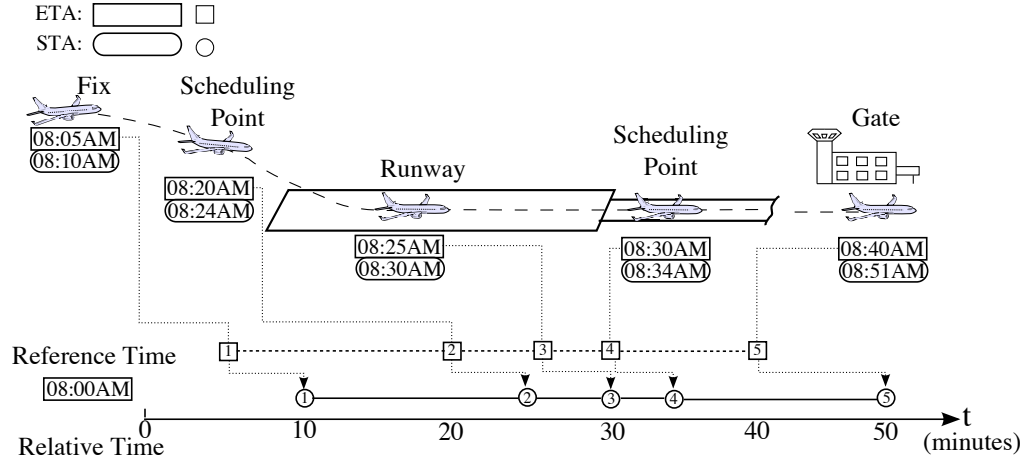 ETA:
STA:
Fix
Scheduling
Point
08:05AM
08:10AM
08:20AM
08:24AM
Runway
08:25AM
08:30AM
Scheduling
Point
08:30AM
08:34AM
Gate
08:40AM
08:51AM
1 2 3 4 5
Reference Time
08:00AM
1 2 3 4 5
0 10 20 30 40 50 t
(minutes)
Relative Time